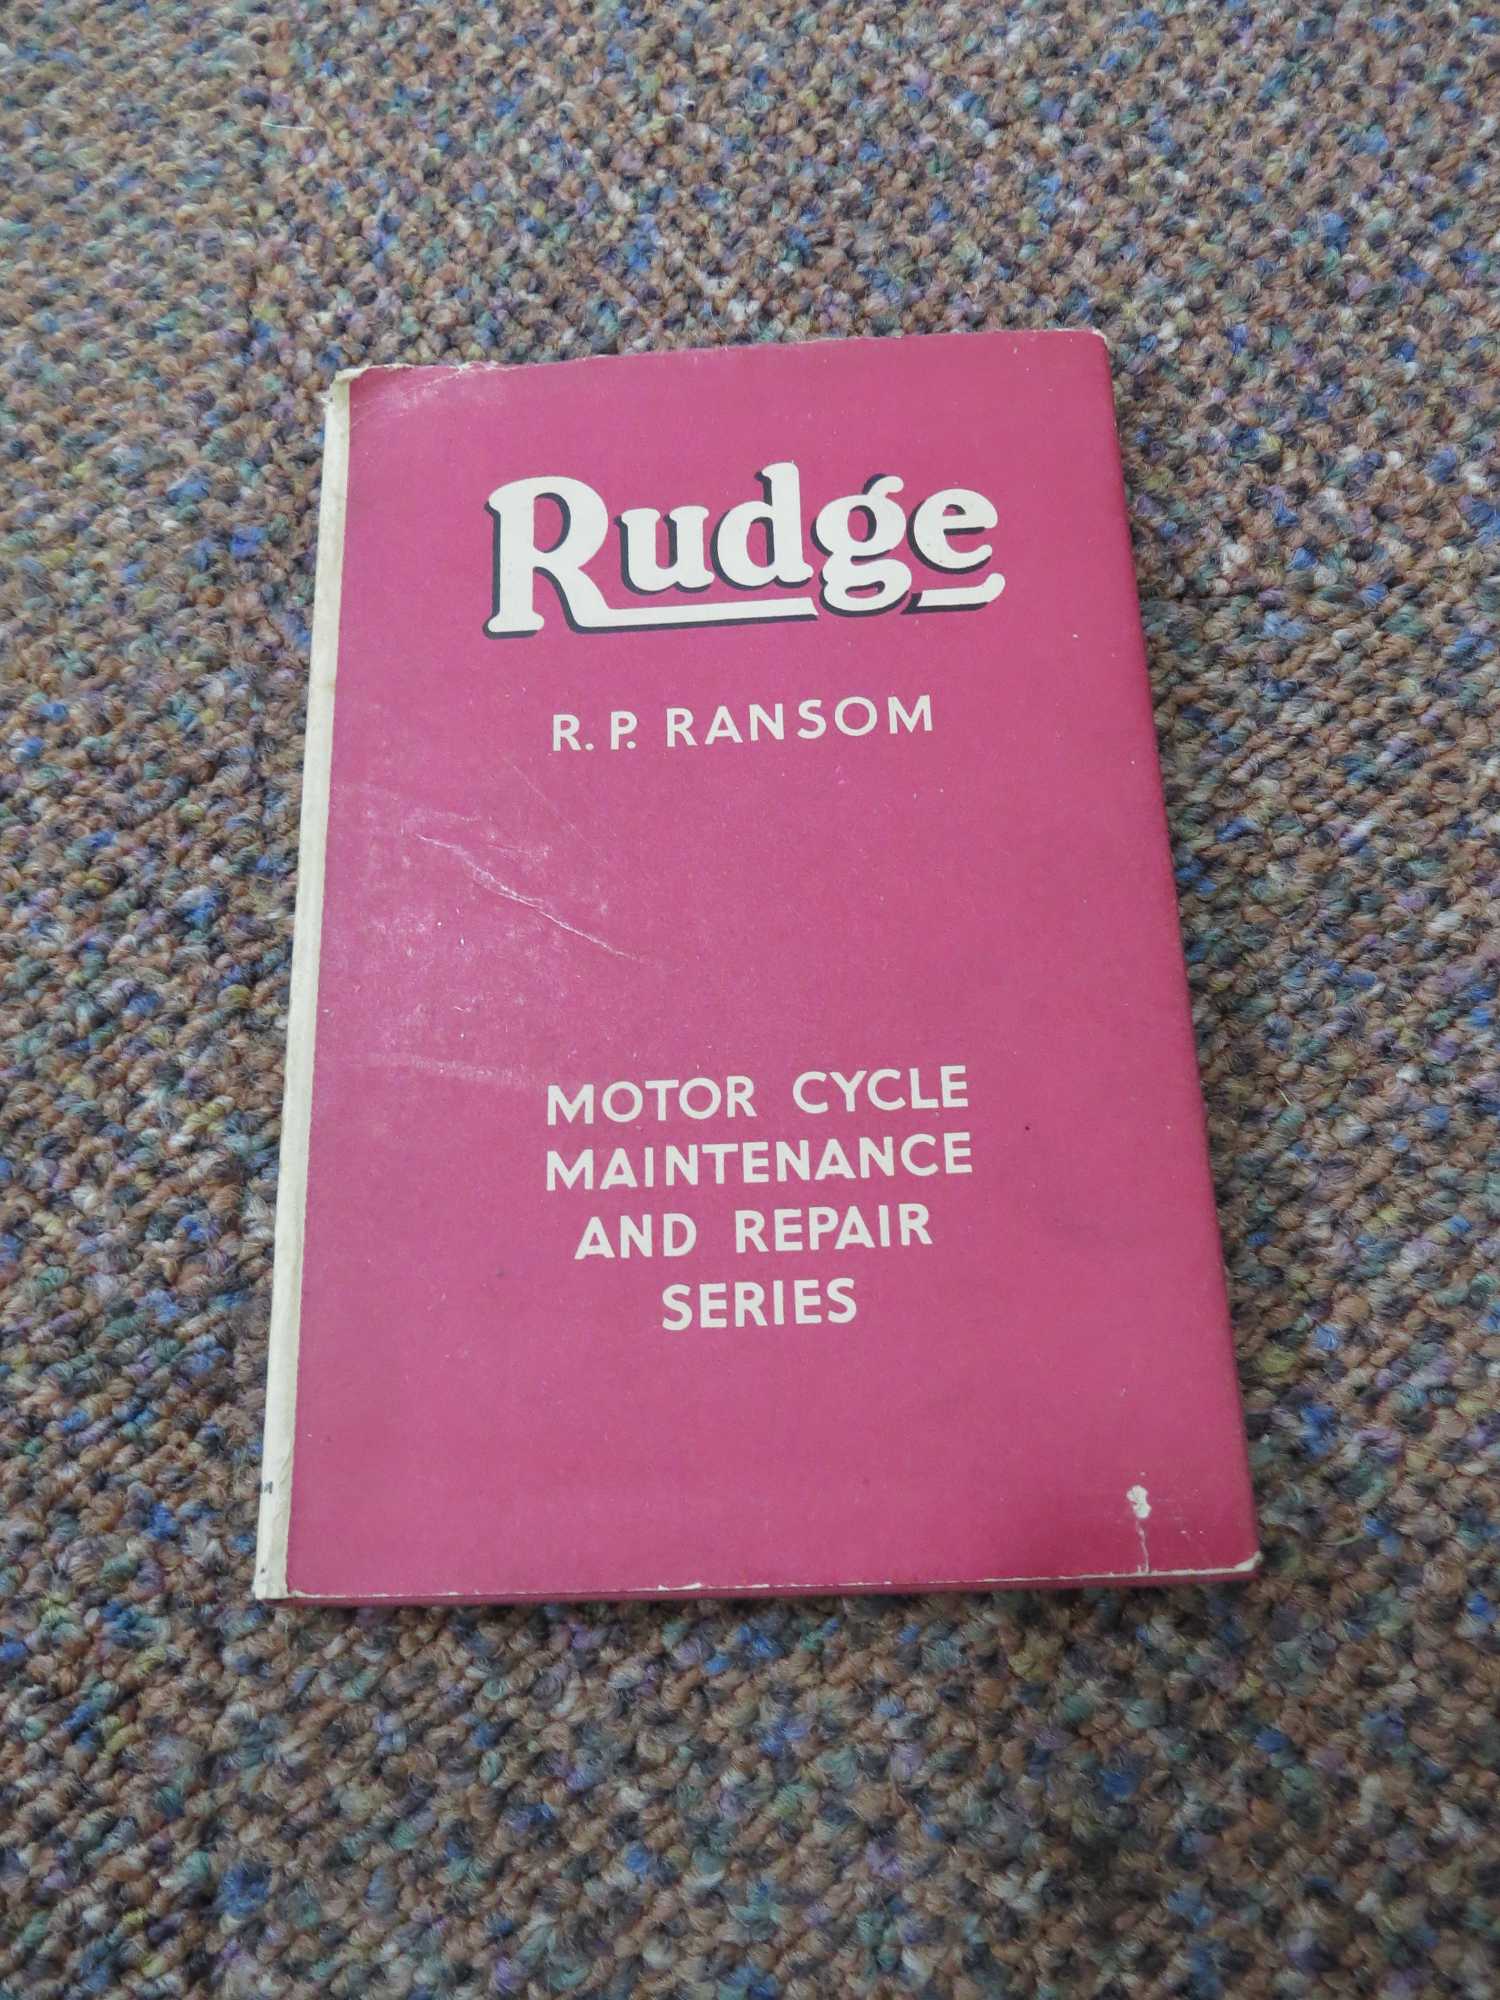 Rudge
R. P. RANSOM
MOTOR CYCLE
MAINTENANCE
AND REPAIR
SERIES